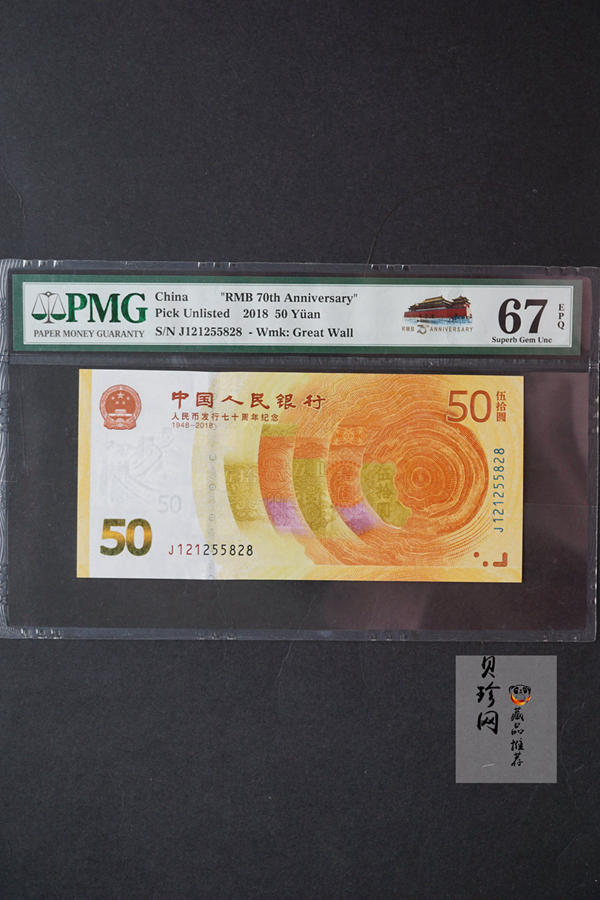 PMG
PAPER MONEY GUARANTY
China "RMB 70th Anniversary"
Pick Unlisted 2018 50 Yüan
S/N J121255828 - Wmk: Great Wall
RMB 70 ANNIVERSARY
67
EPQ
Superb Gem Unc
中国人民银行
人民币发行七十周年纪念
1948-2018
50
伍拾圆
50
50
J121255828
J121255828
伍拾圆
贝珍网
藏品推荐